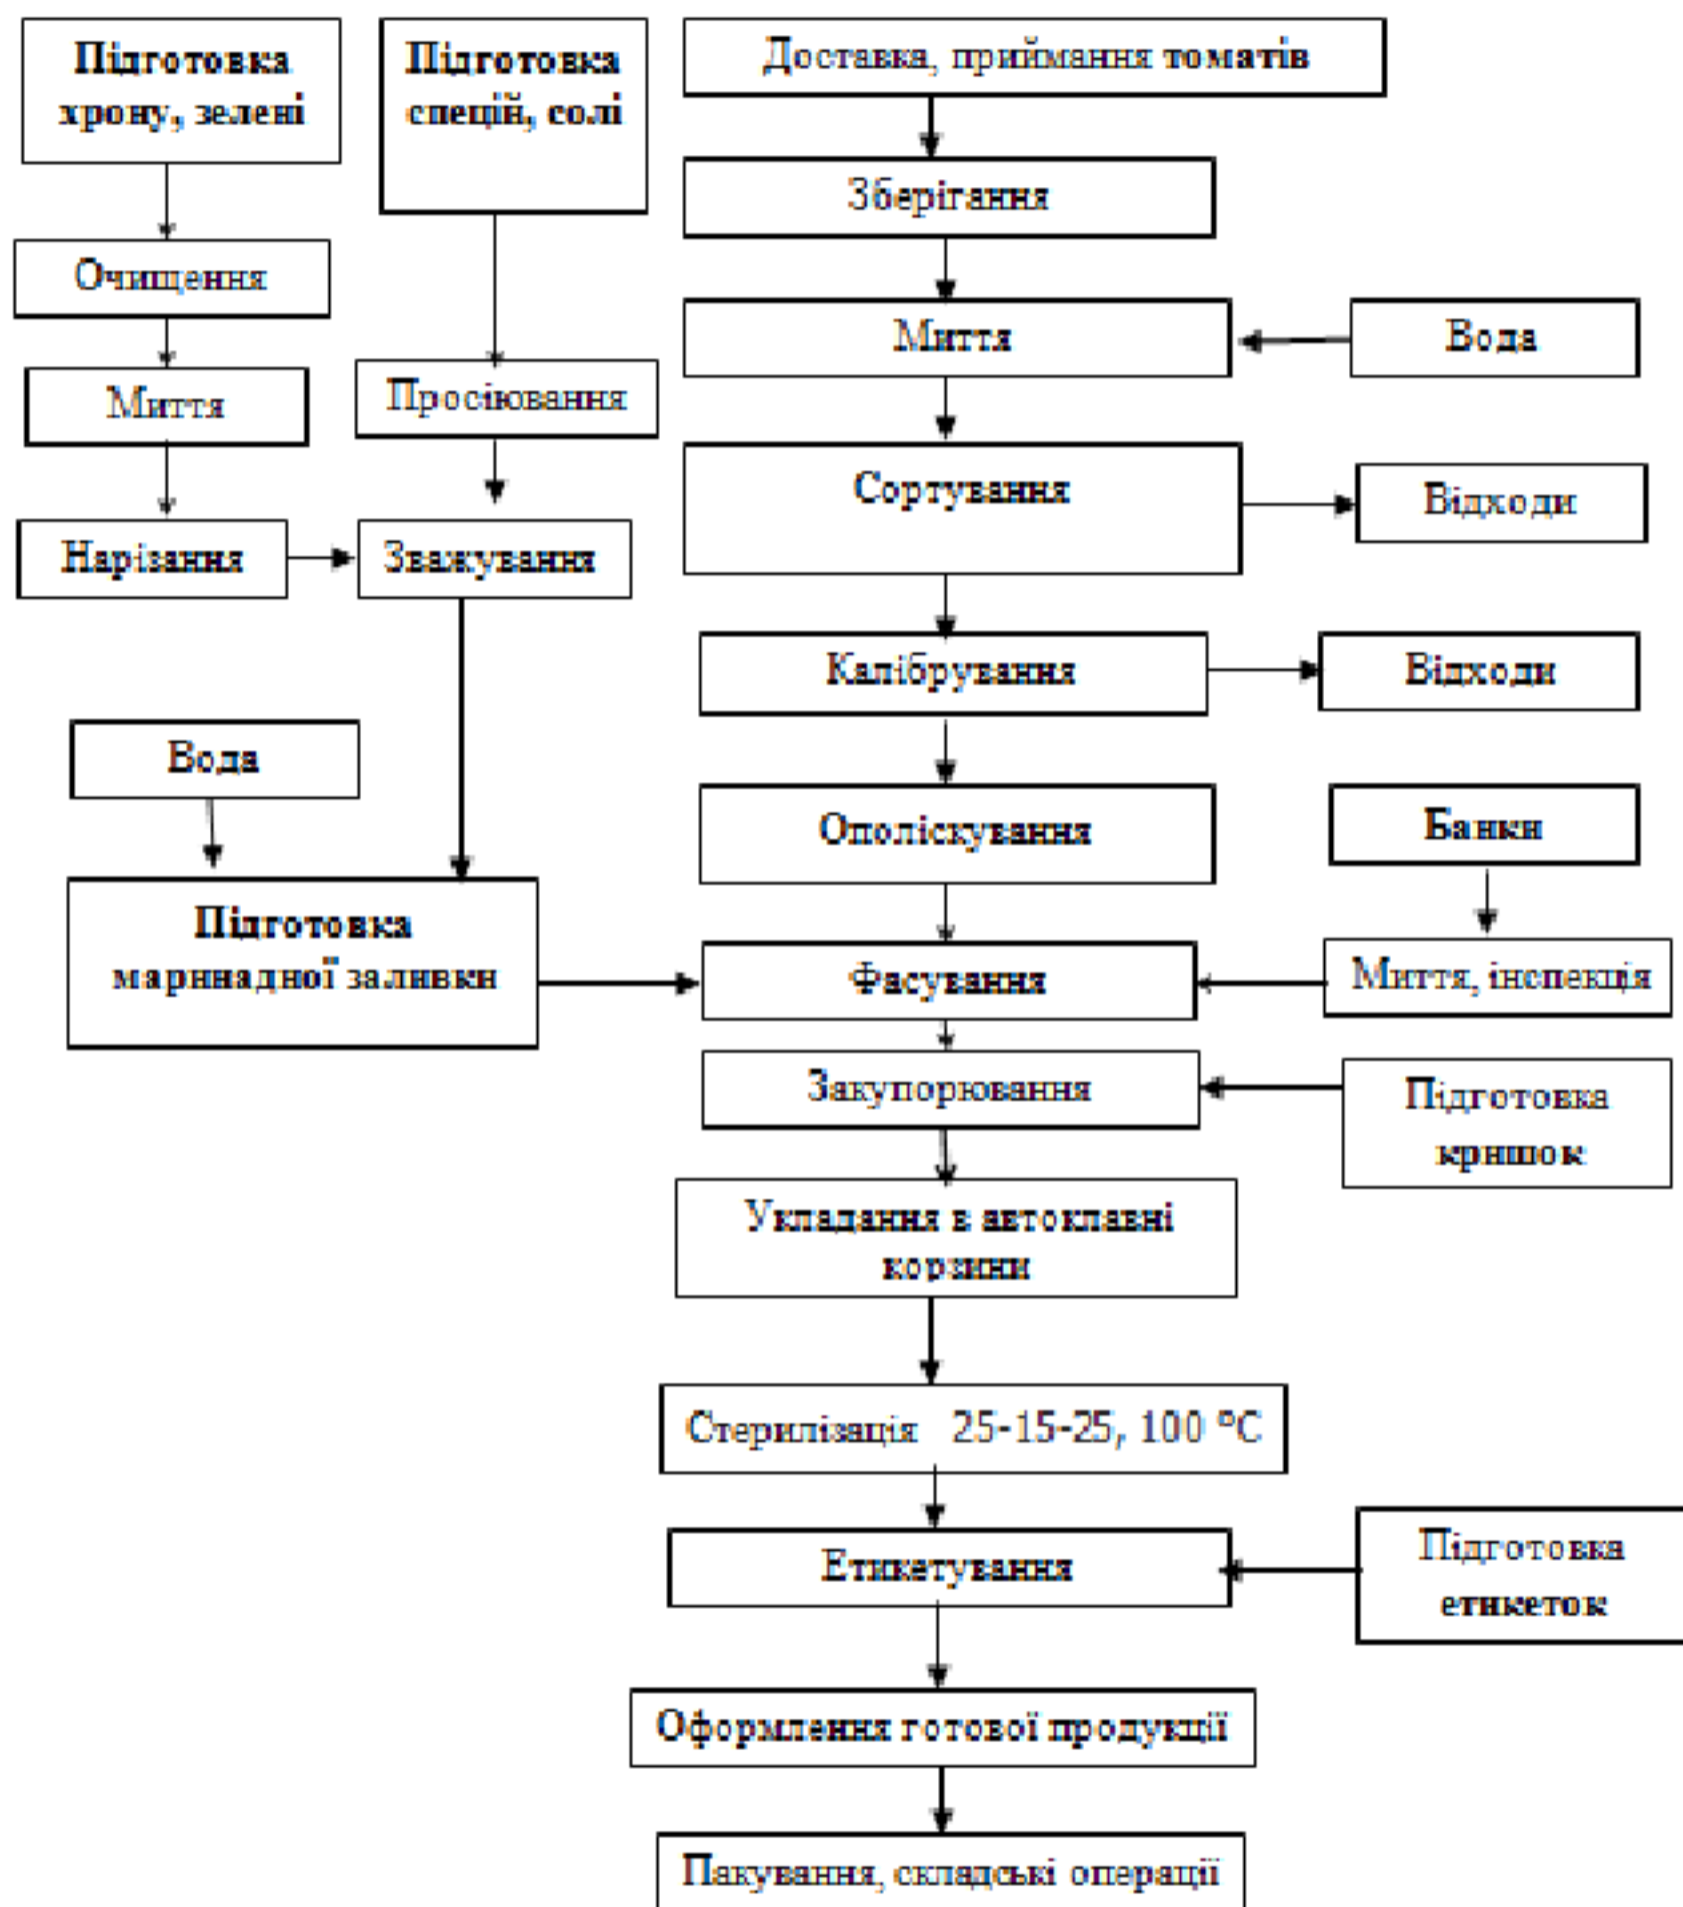 Підготовка
хрону, зелені
Очищення
Миття
Нарізання
Підготовка
спецій, солі
Просіювання
Зважування
Вода
Підготовка
маринадної заливки
Доставка, приймання томатів
Зберігання
Миття
Вода
Сортування
Відходи
Калібрування
Відходи
Ополіскування
Банки
Миття, інспекція
Фасування
Закупорювання
Підготовка
кришок
Укладання в автоклавні
корзини
Стерилізація 25-15-25, 100 °С
Етикетування
Підготовка
етикеток
Оформлення готової продукції
Пакування, складські операції